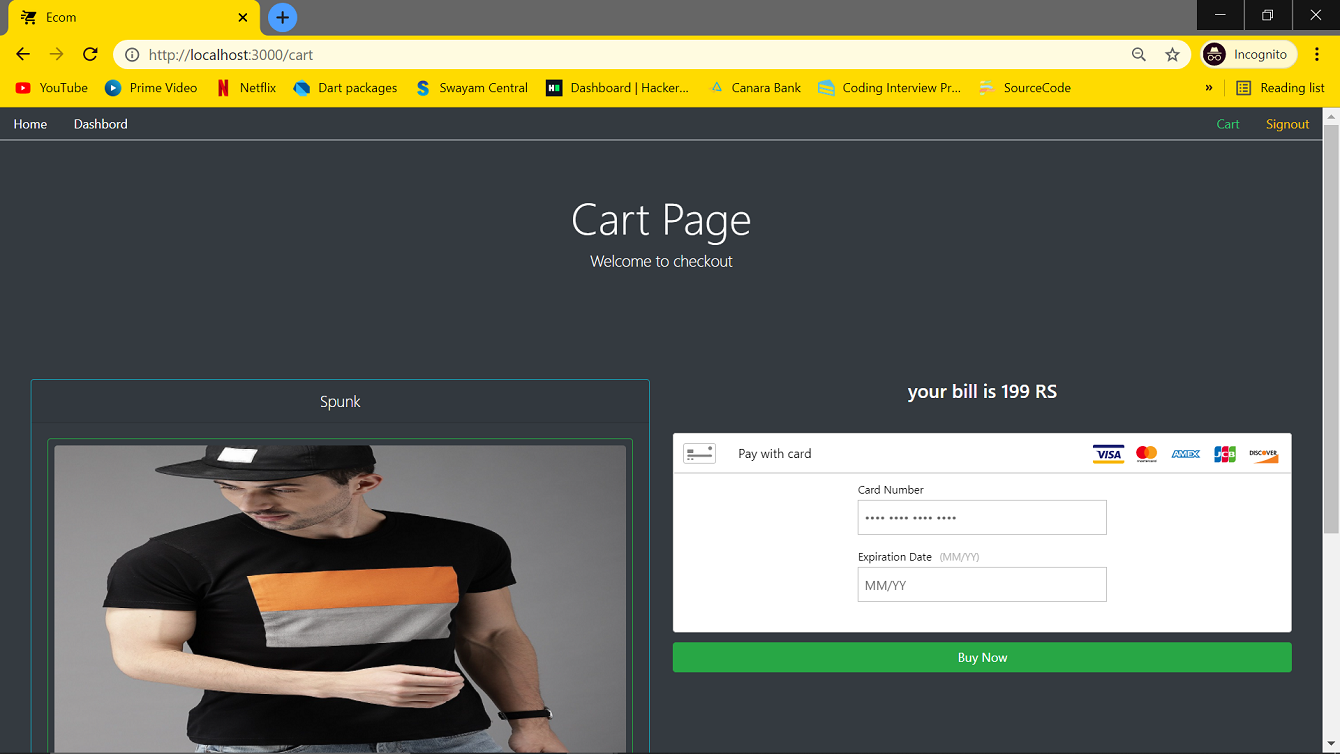 Ecom
http://localhost:3000/cart
Incognito
YouTube Prime Video Netflix Dart packages Swayam Central Dashboard | Hacker... Canara Bank Coding Interview Pr... SourceCode » Reading list
Home Dashbord Cart Signout
Cart Page
Welcome to checkout
Spunk
your bill is 199 RS
Pay with card VISA mastercard AMEX JCB DISCOVER
Card Number
•••• •••• •••• ••••
Expiration Date (MM/YY)
MM/YY
Buy Now